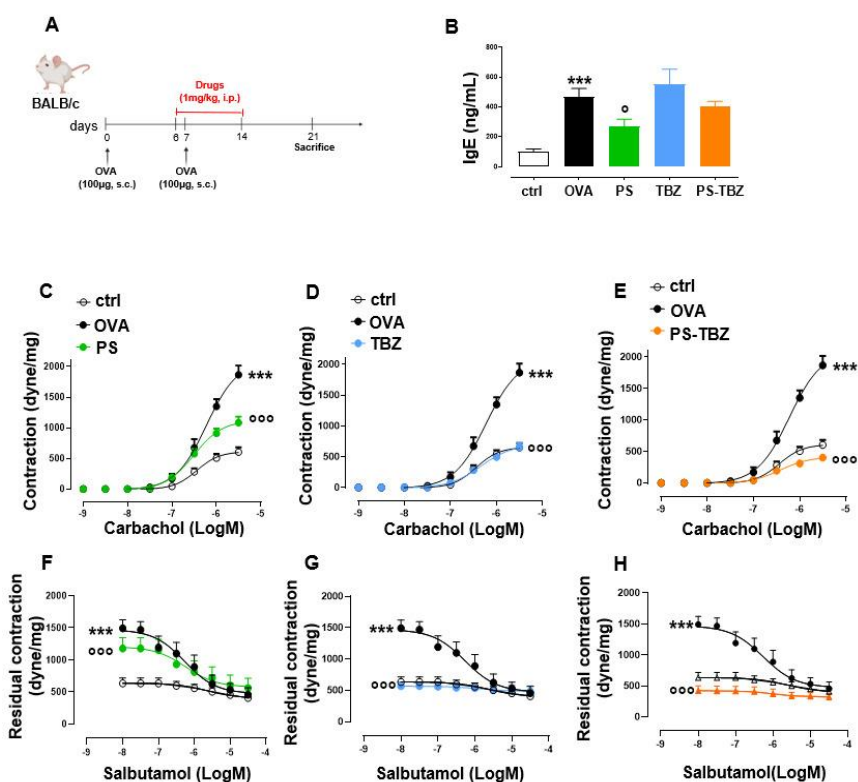 A
BALB/c
Drugs
(1mg/kg, i.p.)
days
0
6 7
14
21
Sacrifice
OVA
(100µg, s.c.)
OVA
(100µg, s.c.)
B
IgE (ng/mL)
800
600
400
200
0
***
°
ctrl OVA PS TBZ PS-TBZ
C
ctrl
OVA
PS
Contraction (dyne/mg)
2000
1500
1000
500
0
***
°°°
-9 -8 -7 -6 -5
Carbachol (LogM)
D
ctrl
OVA
TBZ
Contraction (dyne/mg)
2000
1500
1000
500
0
***
°°°
-9 -8 -7 -6 -5
Carbachol (LogM)
E
ctrl
OVA
PS-TBZ
Contraction (dyne/mg)
2000
1500
1000
500
0
***
°°°
-9 -8 -7 -6 -5
Carbachol (LogM)
F
Residual contraction
(dyne/mg)
2000
1500
1000
500
0
***
°°°
-9 -8 -7 -6 -5 -4
Salbutamol (LogM)
G
Residual contraction
(dyne/mg)
2000
1500
1000
500
0
***
°°°
-9 -8 -7 -6 -5 -4
Salbutamol (LogM)
H
Residual contraction
(dyne/mg)
2000
1500
1000
500
0
***
°°°
-9 -8 -7 -6 -5 -4
Salbutamol(LogM)